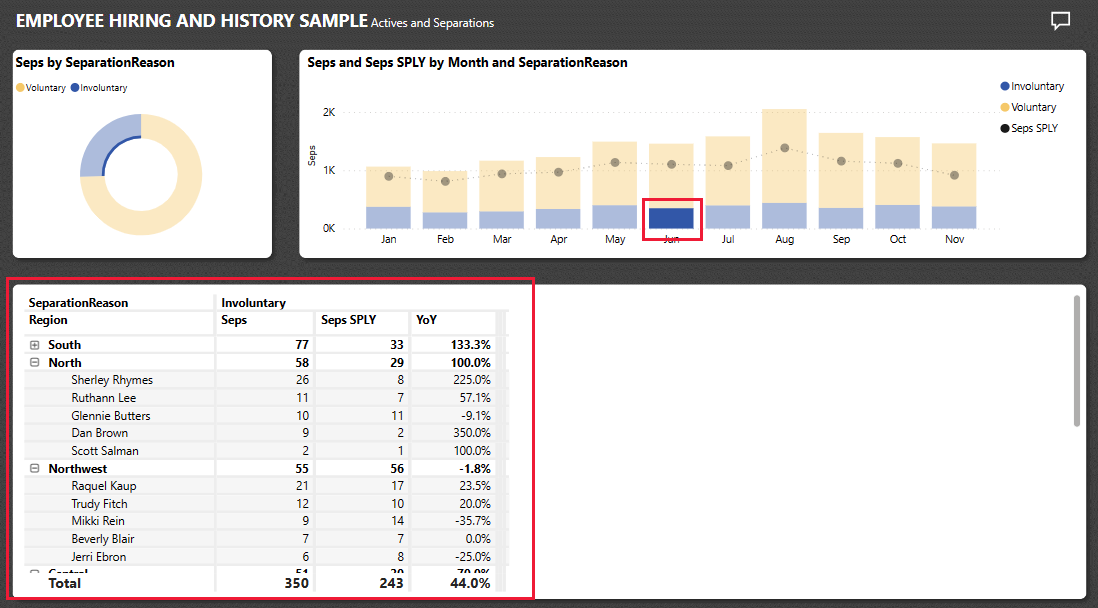 EMPLOYEE HIRING AND HISTORY SAMPLE Actives and Separations
Seps by SeparationReason
Voluntary Involuntary
Seps and Seps SPLY by Month and SeparationReason
Involuntary
Voluntary
Seps SPLY
Seps
2K
1K
0K
Jan Feb Mar Apr May Jun Jul Aug Sep Oct Nov
SeparationReason Involuntary
Region Seps Seps SPLY YoY
South 77 33 133.3%
North 58 29 100.0%
Sherley Rhymes 26 8 225.0%
Ruthann Lee 11 7 57.1%
Glennie Butters 10 11 -9.1%
Dan Brown 9 2 350.0%
Scott Salman 2 1 100.0%
Northwest 55 56 -1.8%
Raquel Kaup 21 17 23.5%
Trudy Fitch 12 10 20.0%
Mikki Rein 9 14 -35.7%
Beverly Blair 7 7 0.0%
Jerri Ebron 6 8 -25.0%
Central 51
Total 350 243 44.0%